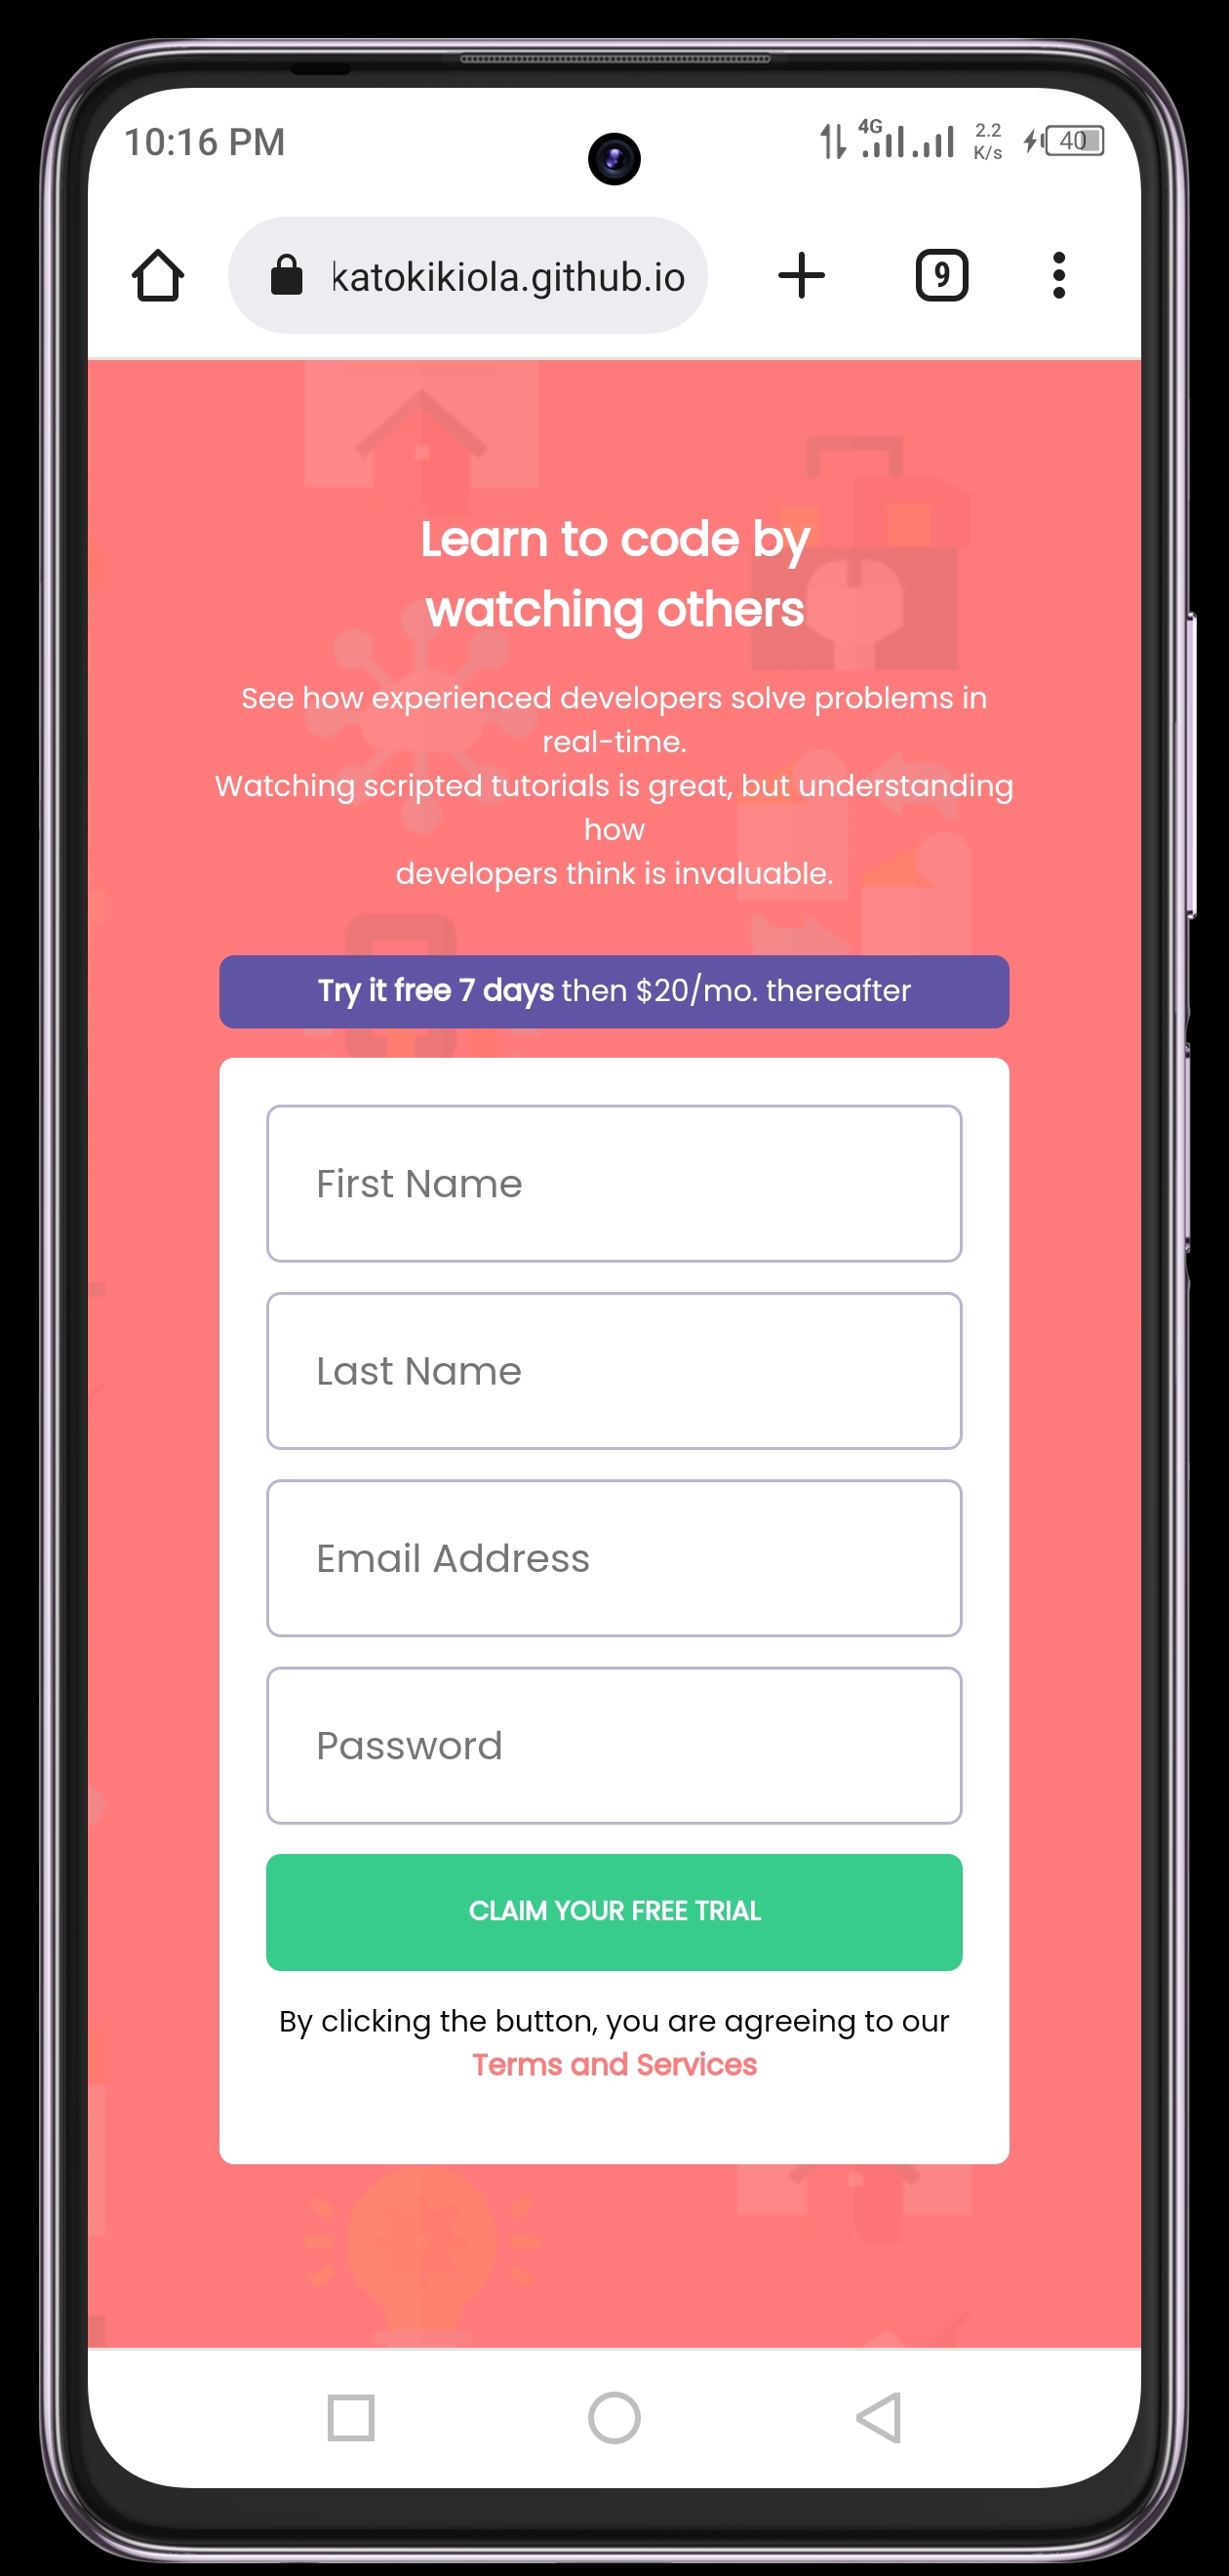 10:16 PM
4G
2.2
K/s
40
katokikiola.github.io
9
Learn to code by
watching others
See how experienced developers solve problems in
real-time.
Watching scripted tutorials is great, but understanding
how
developers think is invaluable.
Try it free 7 days then $20/mo. thereafter
First Name
Last Name
Email Address
Password
CLAIM YOUR FREE TRIAL
By clicking the button, you are agreeing to our
Terms and Services